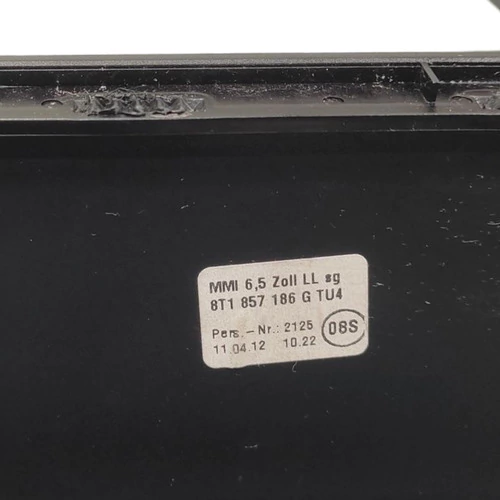 MMI 6,5 Zoll LL sg
8T1 857 186 G TU4
Pers.-Nr.: 2125
08S
11.04.12 10.22